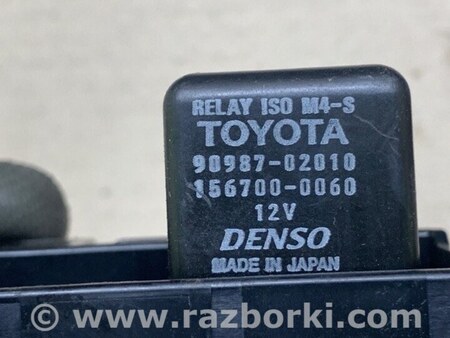 RELAY ISO M4-S
TOYOTA
90987-02010
156700-0060
12V
DENSO
MADE IN JAPAN
© www.razborki.com